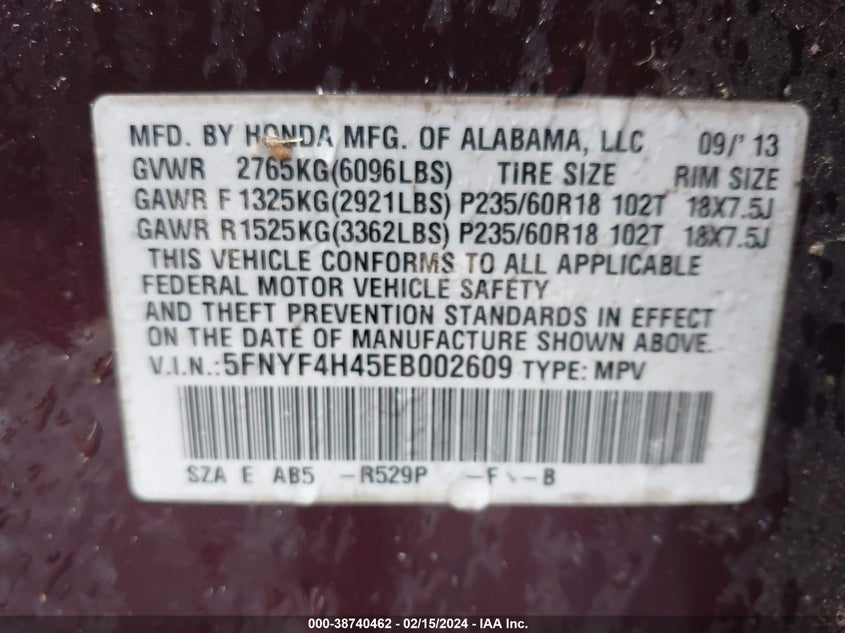 MFD. BY HONDA MFG. OF ALABAMA, LLC 09/' 13
GVWR 2765KG(6096LBS) TIRE SIZE RIM SIZE
GAWR F 1325KG(2921LBS) P235/60R18 102T 18X7.5J
GAWR R1525KG(3362LBS) P235/60R18 102T 18X7.5J
THIS VEHICLE CONFORMS TO ALL APPLICABLE
FEDERAL MOTOR VEHICLE SAFETY
AND THEFT PREVENTION STANDARDS IN EFFECT
ON THE DATE OF MANUFACTURE SHOWN ABOVE.
V.I.N.:5FNYF4H45EB002609 TYPE: MPV
SZA E AB5 -R529P -F -B
000-38740462 - 02/15/2024 - IAA Inc.